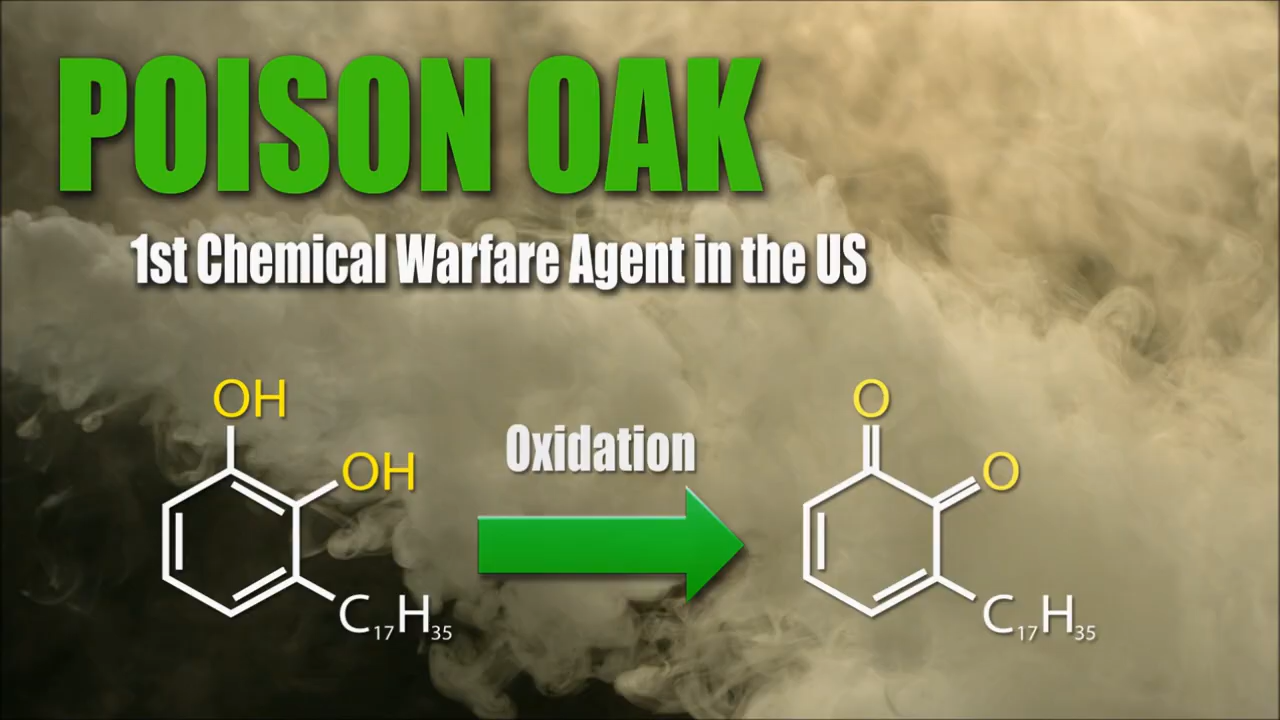 POISON OAK
1st Chemical Warfare Agent in the US
OH
O
Oxidation
OH
O
C₁₇H₃₅
C₁₇H₃₅